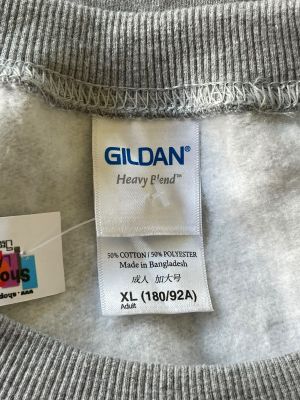 GILDAN®
Heavy Blend™
50% COTTON / 50% POLYESTER
Made in Bangladesh
成人 加大号
XL (180/92A)
Adult